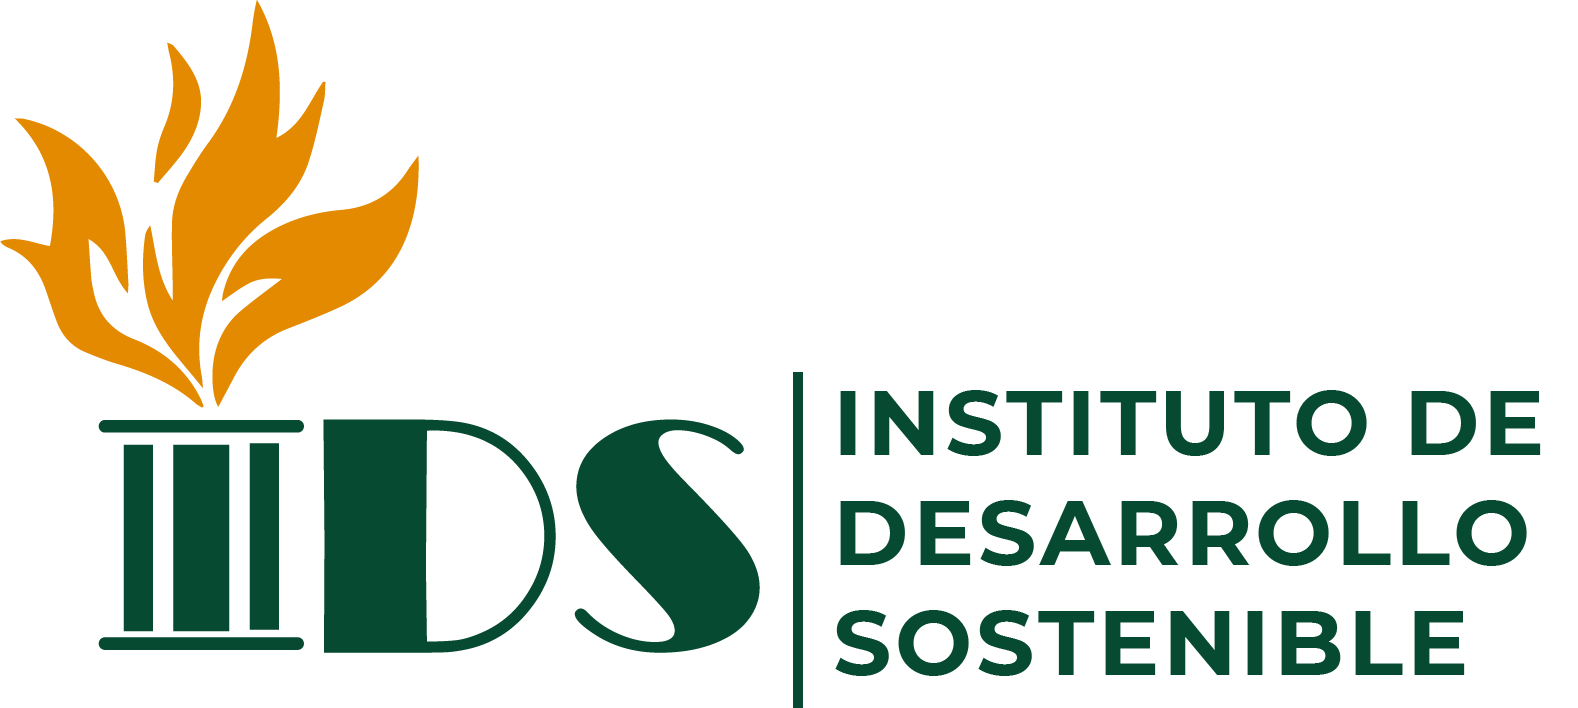 IDS
INSTITUTO DE
DESARROLLO
SOSTENIBLE